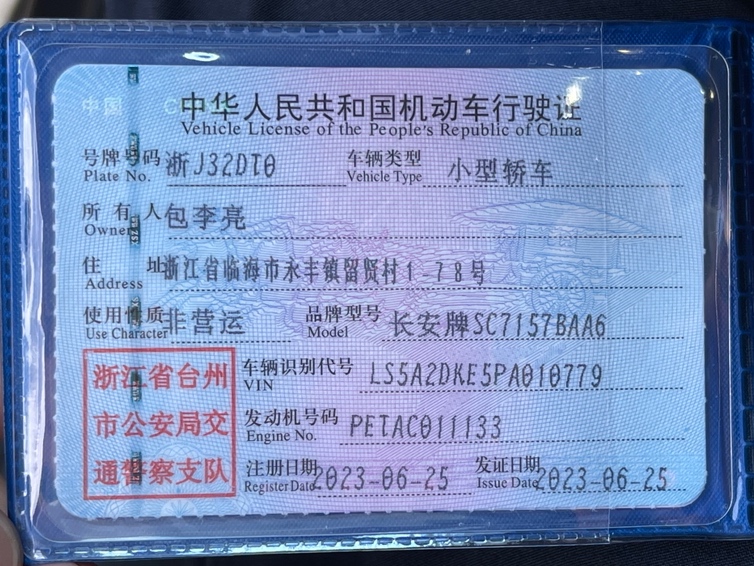 中国 C
中华人民共和国机动车行驶证
Vehicle License of the People's Republic of China
号牌号码 浙J32DT0 车辆类型 小型轿车
Plate No. Vehicle Type
所有人 包李亮
Owner
住址 浙江省临海市永丰镇留贤村1-78号
Address
使用性质 非营运 品牌型号 长安牌SC7157BAA6
Use Character Model
浙江省台州
市公安局交
通警察支队
车辆识别代号 LS5A2DKE5PA010779
VIN
发动机号码 PETAC011133
Engine No.
注册日期 2023-06-25 发证日期 2023-06-25
Register Date Issue Date